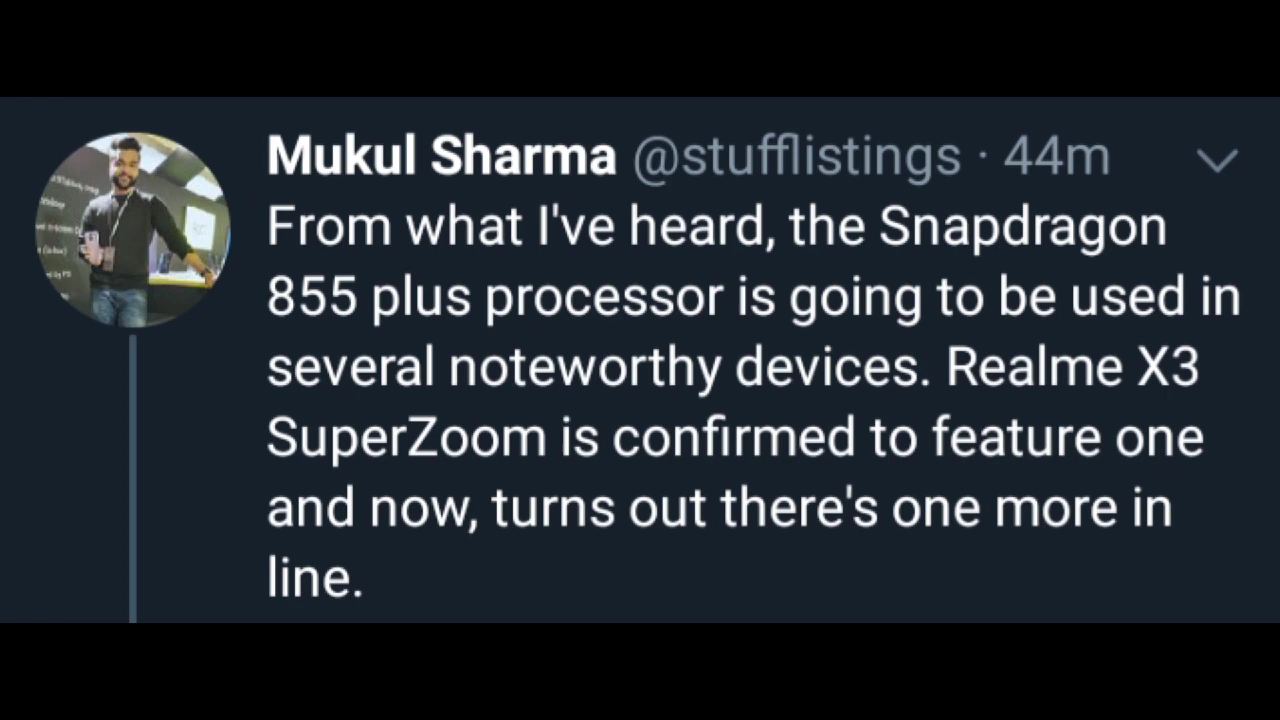 Mukul Sharma @stufflistings · 44m
From what I've heard, the Snapdragon
855 plus processor is going to be used in
several noteworthy devices. Realme X3
SuperZoom is confirmed to feature one
and now, turns out there's one more in
line.